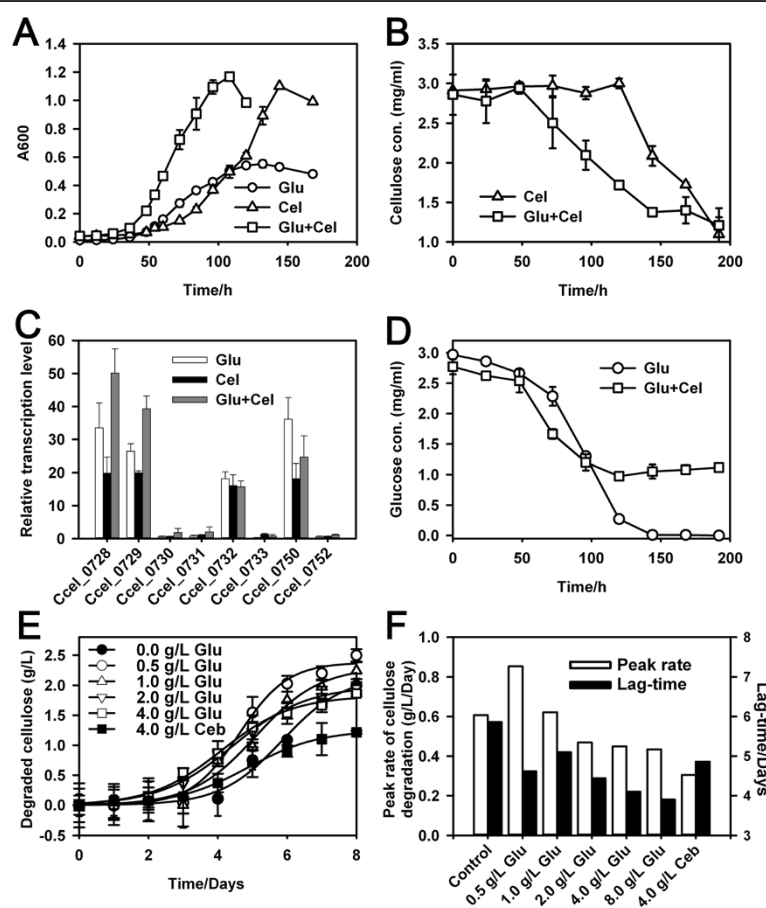 A
1.4
1.2
1.0
0.8
0.6
0.4
0.2
0.0
A600
0 50 100 150 200
Time/h
Glu
Cel
Glu+Cel
B
3.5
3.0
2.5
2.0
1.5
1.0
Cellulose con. (mg/ml)
0 50 100 150 200
Time/h
Cel
Glu+Cel
C
60
50
40
30
20
10
0
Relative transcription level
Glu
Cel
Glu+Cel
Ccel_0728
Ccel_0729
Ccel_0730
Ccel_0731
Ccel_0732
Ccel_0733
Ccel_0750
Ccel_0752
D
3.0
2.5
2.0
1.5
1.0
0.5
0.0
Glucose con. (mg/ml)
0 50 100 150 200
Time/h
Glu
Glu+Cel
E
2.5
2.0
1.5
1.0
0.5
0.0
-0.5
Degraded cellulose (g/L)
0 2 4 6 8
Time/Days
0.0 g/L Glu
0.5 g/L Glu
1.0 g/L Glu
2.0 g/L Glu
4.0 g/L Glu
4.0 g/L Ceb
F
1.0
0.8
0.6
0.4
0.2
0.0
Peak rate of cellulose
degradation (g/L/Day)
Peak rate
Lag-time
8
7
6
5
4
3
Lag-time/Days
Control
0.5 g/L Glu
1.0 g/L Glu
2.0 g/L Glu
4.0 g/L Glu
8.0 g/L Glu
4.0 g/L Ceb